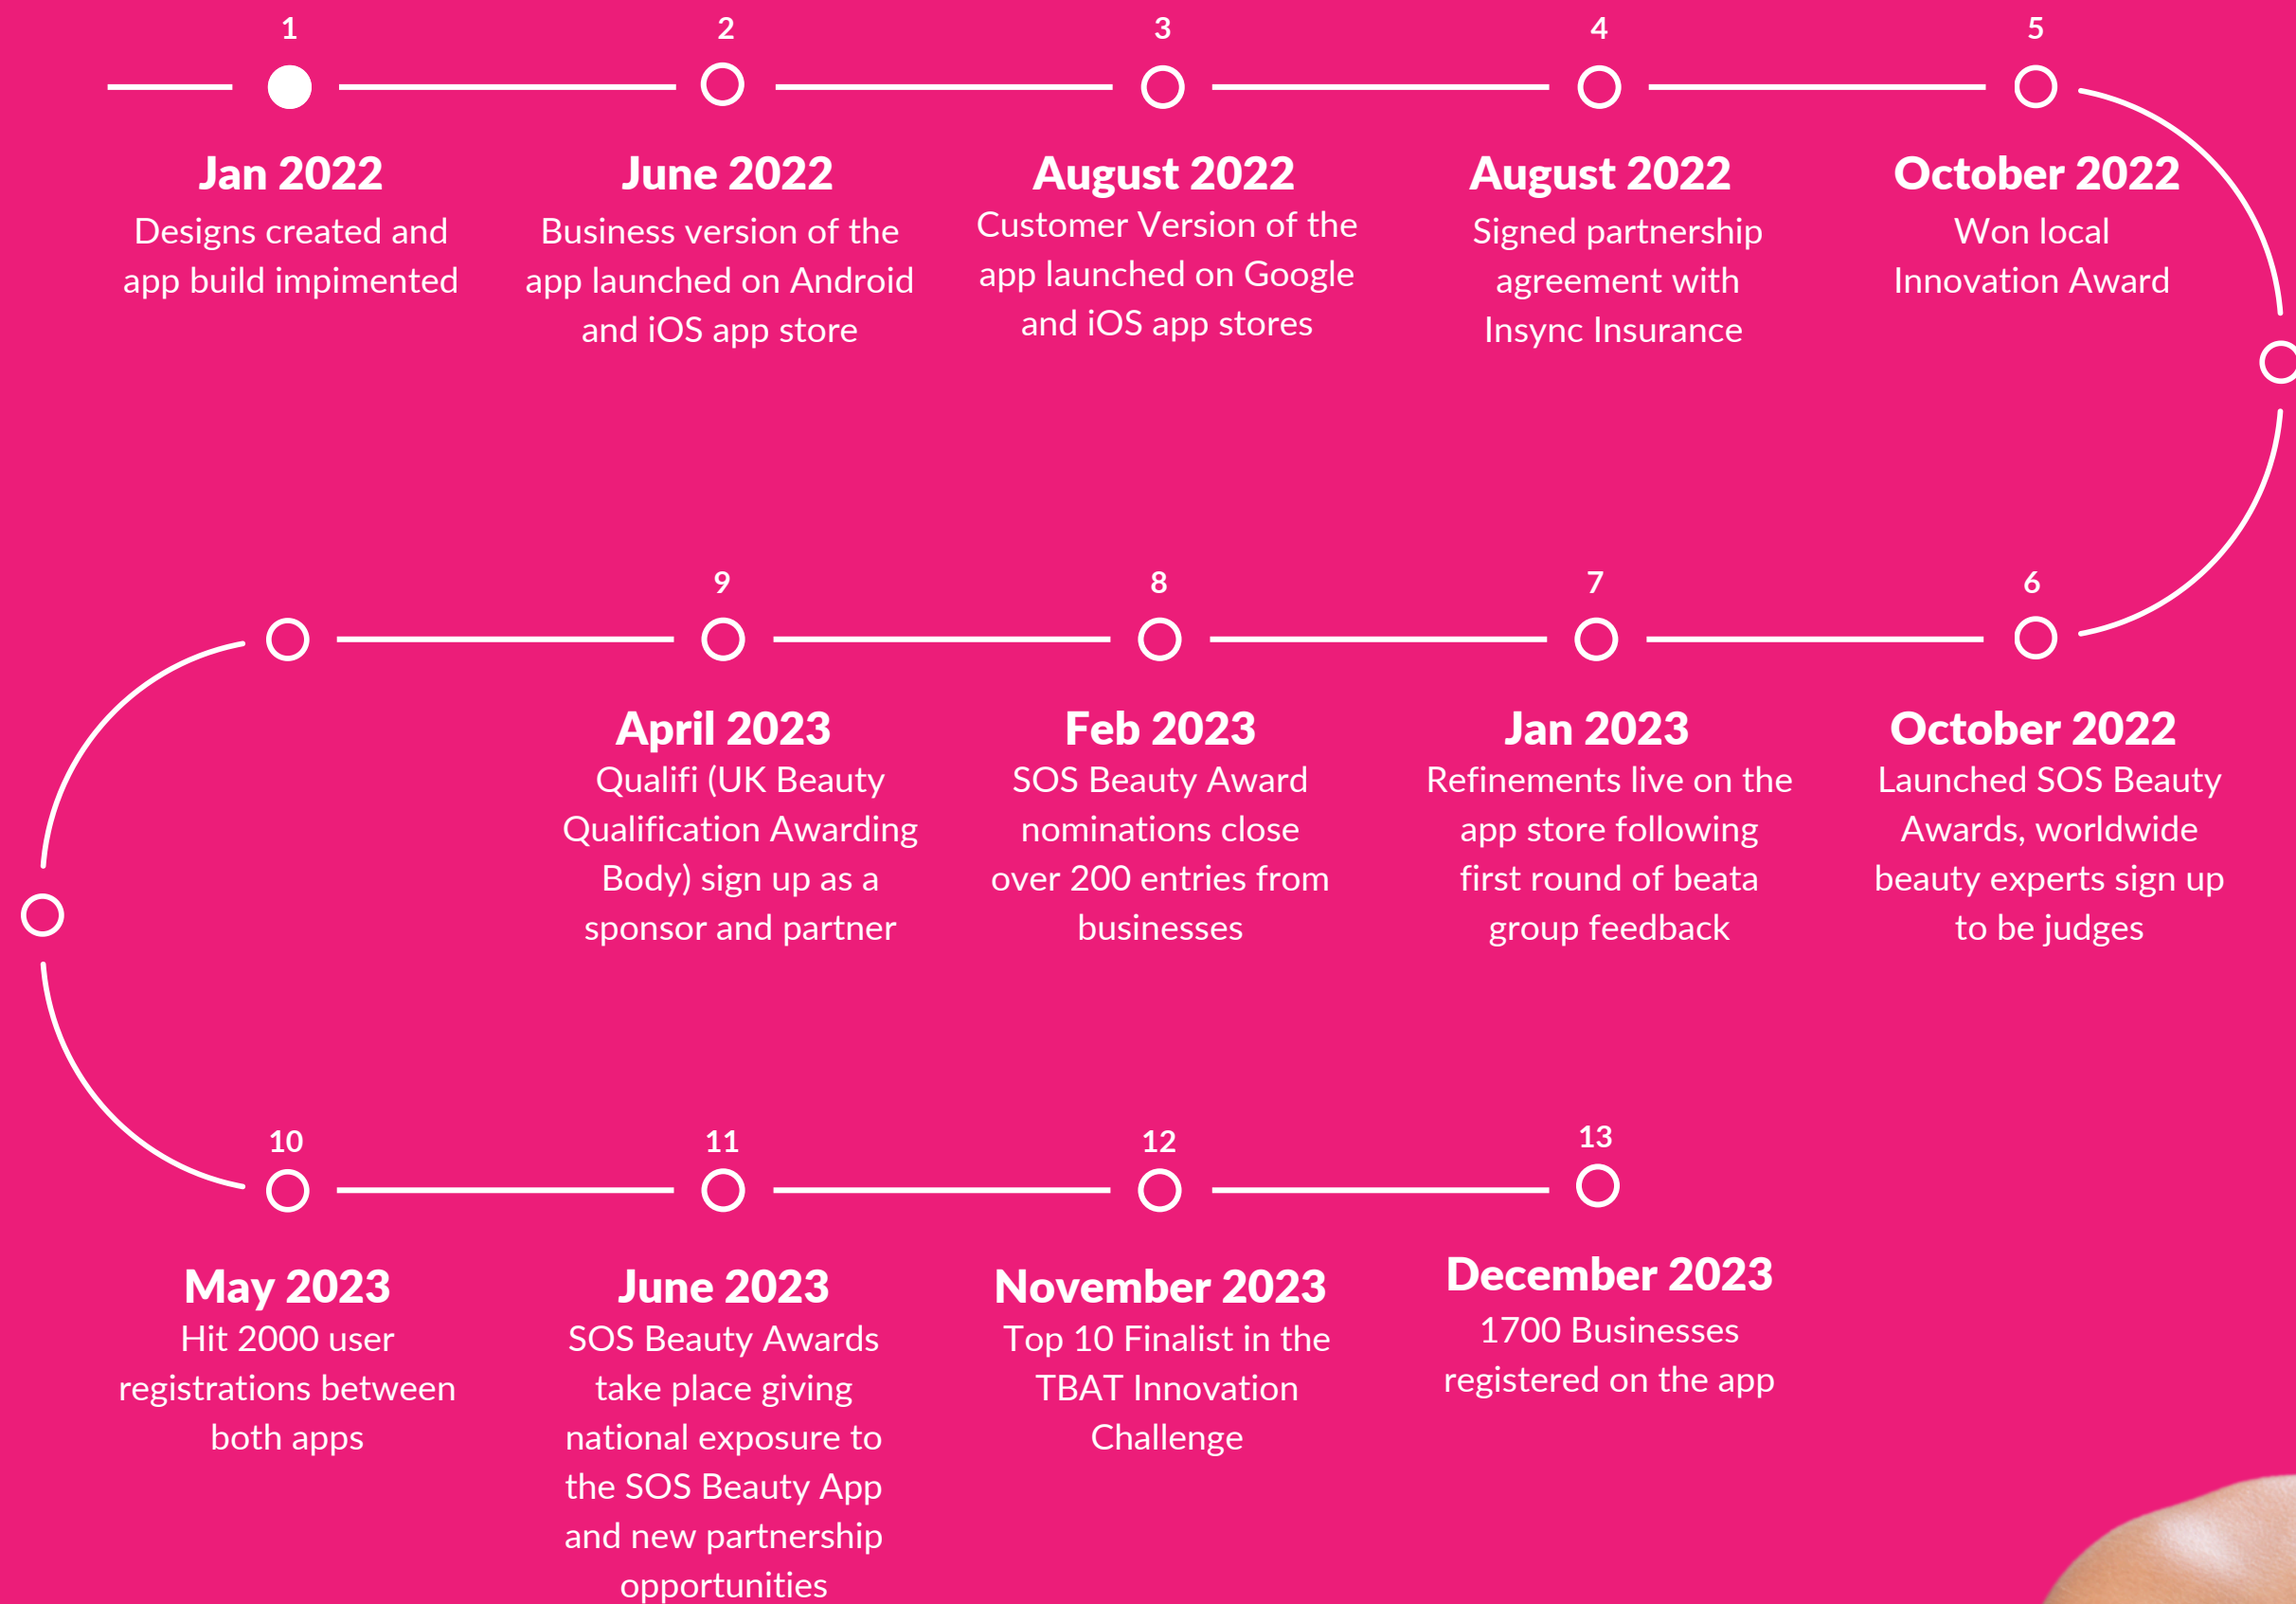 1
Jan 2022
Designs created and
app build impimented
2
June 2022
Business version of the
app launched on Android
and iOS app store
3
August 2022
Customer Version of the
app launched on Google
and iOS app stores
4
August 2022
Signed partnership
agreement with
Insync Insurance
5
October 2022
Won local
Innovation Award
6
October 2022
Launched SOS Beauty
Awards, worldwide
beauty experts sign up
to be judges
7
Jan 2023
Refinements live on the
app store following
first round of beata
group feedback
8
Feb 2023
SOS Beauty Award
nominations close
over 200 entries from
businesses
9
April 2023
Qualifi (UK Beauty
Qualification Awarding
Body) sign up as a
sponsor and partner
10
May 2023
Hit 2000 user
registrations between
both apps
11
June 2023
SOS Beauty Awards
take place giving
national exposure to
the SOS Beauty App
and new partnership
opportunities
12
November 2023
Top 10 Finalist in the
TBAT Innovation
Challenge
13
December 2023
1700 Businesses
registered on the app